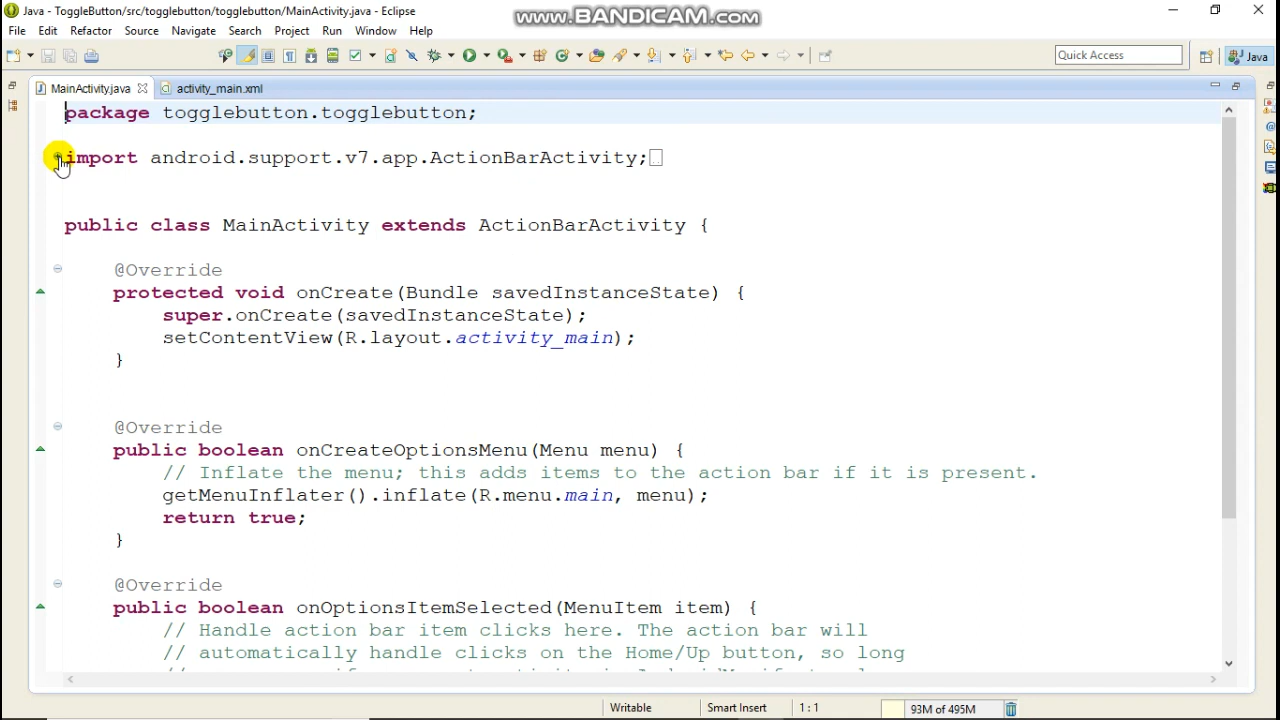 Java - ToggleButton/src/togglebutton/togglebutton/MainActivity.java - Eclipse
www.BANDICAM.com
File Edit Refactor Source Navigate Search Project Run Window Help
Quick Access
Java
MainActivity.java
activity_main.xml
package togglebutton.togglebutton;
import android.support.v7.app.ActionBarActivity;
public class MainActivity extends ActionBarActivity {
@Override
protected void onCreate(Bundle savedInstanceState) {
super.onCreate(savedInstanceState);
setContentView(R.layout.activity_main);
}
@Override
public boolean onCreateOptionsMenu(Menu menu) {
// Inflate the menu; this adds items to the action bar if it is present.
getMenuInflater().inflate(R.menu.main, menu);
return true;
}
@Override
public boolean onOptionsItemSelected(MenuItem item) {
// Handle action bar item clicks here. The action bar will
// automatically handle clicks on the Home/Up button, so long
Writable
Smart Insert
1 : 1
93M of 495M